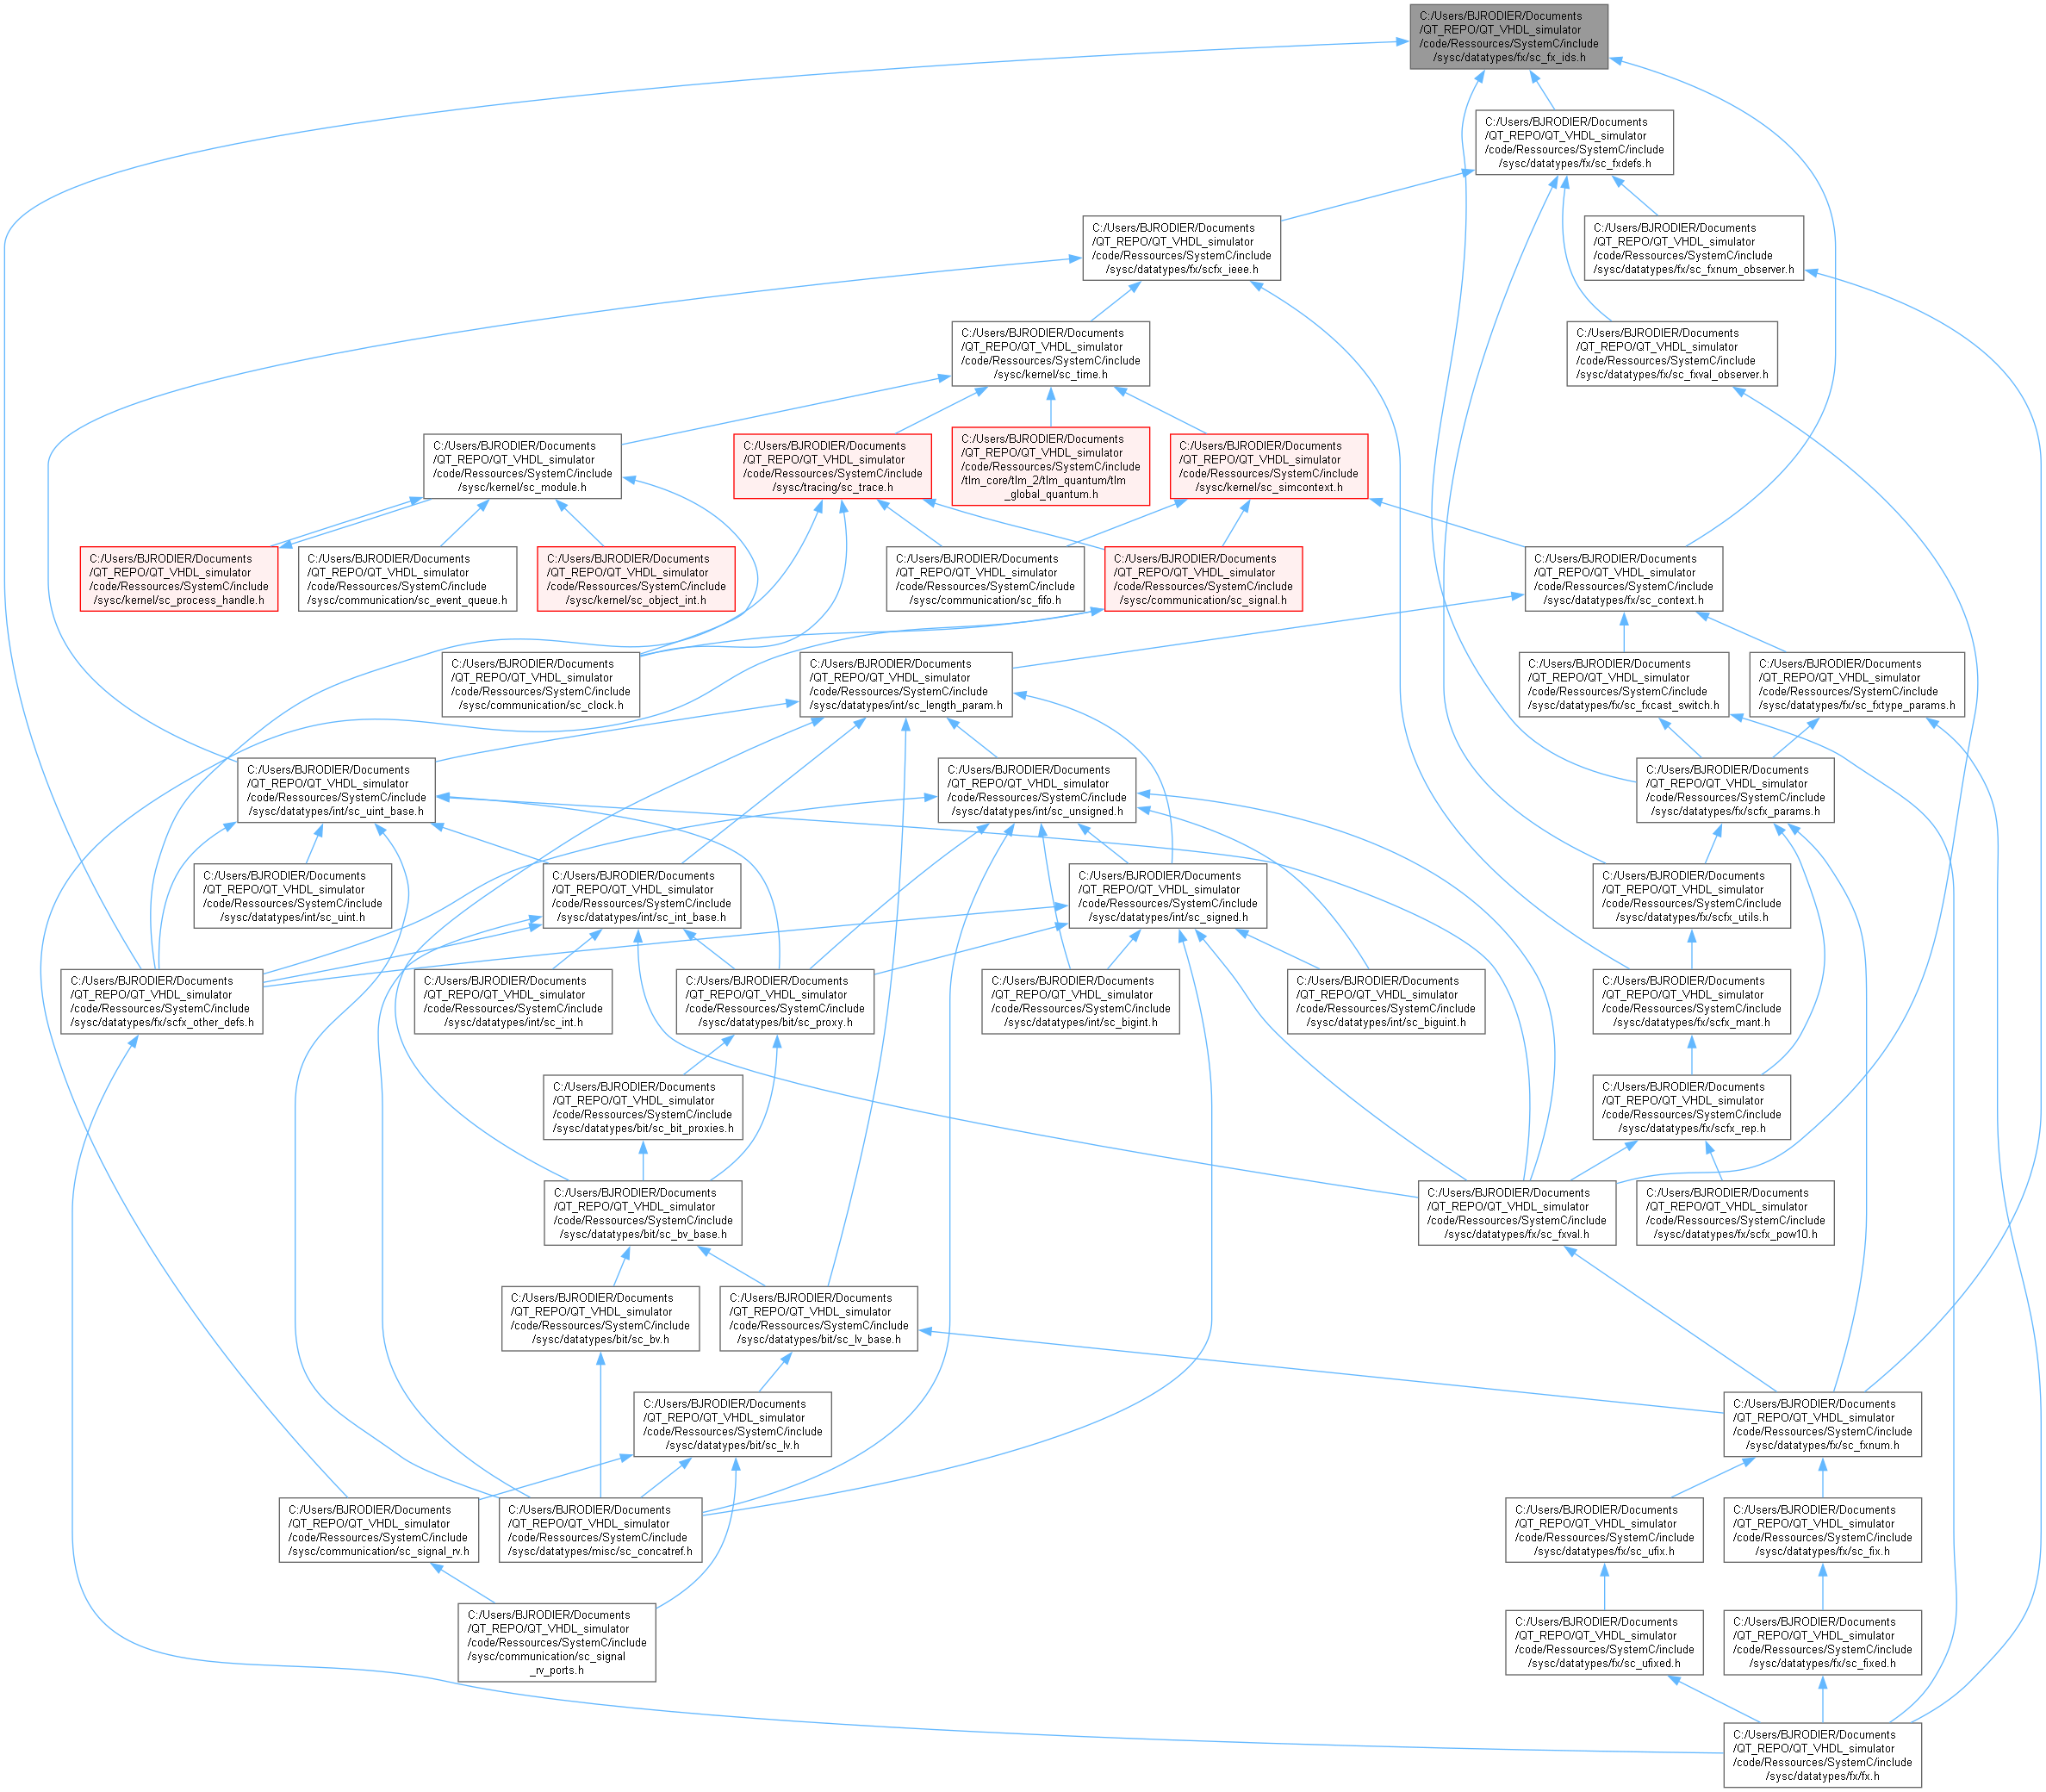 C:/Users/BJRODIER/Documents
/QT_REPO/QT_VHDL_simulator
/code/Ressources/SystemC/include
/sysc/datatypes/fx/sc_fx_ids.h
C:/Users/BJRODIER/Documents
/QT_REPO/QT_VHDL_simulator
/code/Ressources/SystemC/include
/sysc/datatypes/fx/sc_fxdefs.h
C:/Users/BJRODIER/Documents
/QT_REPO/QT_VHDL_simulator
/code/Ressources/SystemC/include
/sysc/datatypes/fx/scfx_ieee.h
C:/Users/BJRODIER/Documents
/QT_REPO/QT_VHDL_simulator
/code/Ressources/SystemC/include
/sysc/datatypes/fx/sc_fxnum_observer.h
C:/Users/BJRODIER/Documents
/QT_REPO/QT_VHDL_simulator
/code/Ressources/SystemC/include
/sysc/kernel/sc_time.h
C:/Users/BJRODIER/Documents
/QT_REPO/QT_VHDL_simulator
/code/Ressources/SystemC/include
/sysc/datatypes/fx/sc_fxval_observer.h
C:/Users/BJRODIER/Documents
/QT_REPO/QT_VHDL_simulator
/code/Ressources/SystemC/include
/sysc/kernel/sc_module.h
C:/Users/BJRODIER/Documents
/QT_REPO/QT_VHDL_simulator
/code/Ressources/SystemC/include
/sysc/tracing/sc_trace.h
C:/Users/BJRODIER/Documents
/QT_REPO/QT_VHDL_simulator
/code/Ressources/SystemC/include
/tlm_core/tlm_2/tlm_quantum/tlm
_global_quantum.h
C:/Users/BJRODIER/Documents
/QT_REPO/QT_VHDL_simulator
/code/Ressources/SystemC/include
/sysc/kernel/sc_simcontext.h
C:/Users/BJRODIER/Documents
/QT_REPO/QT_VHDL_simulator
/code/Ressources/SystemC/include
/sysc/kernel/sc_process_handle.h
C:/Users/BJRODIER/Documents
/QT_REPO/QT_VHDL_simulator
/code/Ressources/SystemC/include
/sysc/communication/sc_event_queue.h
C:/Users/BJRODIER/Documents
/QT_REPO/QT_VHDL_simulator
/code/Ressources/SystemC/include
/sysc/kernel/sc_object_int.h
C:/Users/BJRODIER/Documents
/QT_REPO/QT_VHDL_simulator
/code/Ressources/SystemC/include
/sysc/communication/sc_fifo.h
C:/Users/BJRODIER/Documents
/QT_REPO/QT_VHDL_simulator
/code/Ressources/SystemC/include
/sysc/communication/sc_signal.h
C:/Users/BJRODIER/Documents
/QT_REPO/QT_VHDL_simulator
/code/Ressources/SystemC/include
/sysc/datatypes/fx/sc_context.h
C:/Users/BJRODIER/Documents
/QT_REPO/QT_VHDL_simulator
/code/Ressources/SystemC/include
/sysc/communication/sc_clock.h
C:/Users/BJRODIER/Documents
/QT_REPO/QT_VHDL_simulator
/code/Ressources/SystemC/include
/sysc/datatypes/int/sc_length_param.h
C:/Users/BJRODIER/Documents
/QT_REPO/QT_VHDL_simulator
/code/Ressources/SystemC/include
/sysc/datatypes/fx/sc_fxcast_switch.h
C:/Users/BJRODIER/Documents
/QT_REPO/QT_VHDL_simulator
/code/Ressources/SystemC/include
/sysc/datatypes/fx/sc_fxtype_params.h
C:/Users/BJRODIER/Documents
/QT_REPO/QT_VHDL_simulator
/code/Ressources/SystemC/include
/sysc/datatypes/int/sc_uint_base.h
C:/Users/BJRODIER/Documents
/QT_REPO/QT_VHDL_simulator
/code/Ressources/SystemC/include
/sysc/datatypes/int/sc_unsigned.h
C:/Users/BJRODIER/Documents
/QT_REPO/QT_VHDL_simulator
/code/Ressources/SystemC/include
/sysc/datatypes/fx/scfx_params.h
C:/Users/BJRODIER/Documents
/QT_REPO/QT_VHDL_simulator
/code/Ressources/SystemC/include
/sysc/datatypes/int/sc_uint.h
C:/Users/BJRODIER/Documents
/QT_REPO/QT_VHDL_simulator
/code/Ressources/SystemC/include
/sysc/datatypes/int/sc_int_base.h
C:/Users/BJRODIER/Documents
/QT_REPO/QT_VHDL_simulator
/code/Ressources/SystemC/include
/sysc/datatypes/int/sc_signed.h
C:/Users/BJRODIER/Documents
/QT_REPO/QT_VHDL_simulator
/code/Ressources/SystemC/include
/sysc/datatypes/fx/scfx_utils.h
C:/Users/BJRODIER/Documents
/QT_REPO/QT_VHDL_simulator
/code/Ressources/SystemC/include
/sysc/datatypes/fx/scfx_other_defs.h
C:/Users/BJRODIER/Documents
/QT_REPO/QT_VHDL_simulator
/code/Ressources/SystemC/include
/sysc/datatypes/int/sc_int.h
C:/Users/BJRODIER/Documents
/QT_REPO/QT_VHDL_simulator
/code/Ressources/SystemC/include
/sysc/datatypes/bit/sc_proxy.h
C:/Users/BJRODIER/Documents
/QT_REPO/QT_VHDL_simulator
/code/Ressources/SystemC/include
/sysc/datatypes/int/sc_bigint.h
C:/Users/BJRODIER/Documents
/QT_REPO/QT_VHDL_simulator
/code/Ressources/SystemC/include
/sysc/datatypes/int/sc_biguint.h
C:/Users/BJRODIER/Documents
/QT_REPO/QT_VHDL_simulator
/code/Ressources/SystemC/include
/sysc/datatypes/fx/scfx_mant.h
C:/Users/BJRODIER/Documents
/QT_REPO/QT_VHDL_simulator
/code/Ressources/SystemC/include
/sysc/datatypes/bit/sc_bit_proxies.h
C:/Users/BJRODIER/Documents
/QT_REPO/QT_VHDL_simulator
/code/Ressources/SystemC/include
/sysc/datatypes/fx/scfx_rep.h
C:/Users/BJRODIER/Documents
/QT_REPO/QT_VHDL_simulator
/code/Ressources/SystemC/include
/sysc/datatypes/bit/sc_bv_base.h
C:/Users/BJRODIER/Documents
/QT_REPO/QT_VHDL_simulator
/code/Ressources/SystemC/include
/sysc/datatypes/fx/sc_fxval.h
C:/Users/BJRODIER/Documents
/QT_REPO/QT_VHDL_simulator
/code/Ressources/SystemC/include
/sysc/datatypes/fx/scfx_pow10.h
C:/Users/BJRODIER/Documents
/QT_REPO/QT_VHDL_simulator
/code/Ressources/SystemC/include
/sysc/datatypes/bit/sc_bv.h
C:/Users/BJRODIER/Documents
/QT_REPO/QT_VHDL_simulator
/code/Ressources/SystemC/include
/sysc/datatypes/bit/sc_lv_base.h
C:/Users/BJRODIER/Documents
/QT_REPO/QT_VHDL_simulator
/code/Ressources/SystemC/include
/sysc/datatypes/bit/sc_lv.h
C:/Users/BJRODIER/Documents
/QT_REPO/QT_VHDL_simulator
/code/Ressources/SystemC/include
/sysc/datatypes/fx/sc_fxnum.h
C:/Users/BJRODIER/Documents
/QT_REPO/QT_VHDL_simulator
/code/Ressources/SystemC/include
/sysc/communication/sc_signal_rv.h
C:/Users/BJRODIER/Documents
/QT_REPO/QT_VHDL_simulator
/code/Ressources/SystemC/include
/sysc/datatypes/misc/sc_concatref.h
C:/Users/BJRODIER/Documents
/QT_REPO/QT_VHDL_simulator
/code/Ressources/SystemC/include
/sysc/datatypes/fx/sc_ufix.h
C:/Users/BJRODIER/Documents
/QT_REPO/QT_VHDL_simulator
/code/Ressources/SystemC/include
/sysc/datatypes/fx/sc_fix.h
C:/Users/BJRODIER/Documents
/QT_REPO/QT_VHDL_simulator
/code/Ressources/SystemC/include
/sysc/communication/sc_signal
_rv_ports.h
C:/Users/BJRODIER/Documents
/QT_REPO/QT_VHDL_simulator
/code/Ressources/SystemC/include
/sysc/datatypes/fx/sc_ufixed.h
C:/Users/BJRODIER/Documents
/QT_REPO/QT_VHDL_simulator
/code/Ressources/SystemC/include
/sysc/datatypes/fx/sc_fixed.h
C:/Users/BJRODIER/Documents
/QT_REPO/QT_VHDL_simulator
/code/Ressources/SystemC/include
/sysc/datatypes/fx/fx.h